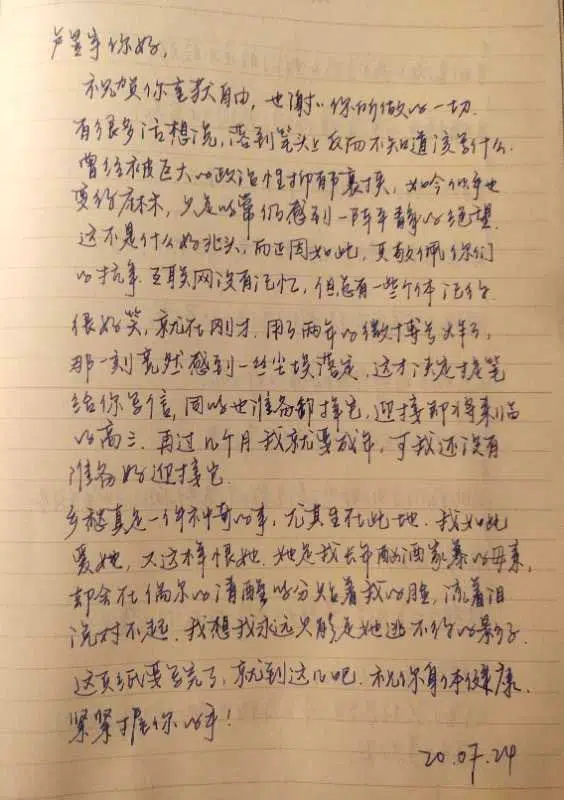 卢昱宇你好,
祝贺你重获自由,也谢谢你所做的一切.
有很多话想说,落到笔头上反而不知道该写什么.
曾经被巨大的政治性抑郁裹挟,如今似乎也
变得麻木,只是时常仍感到一阵平静的绝望.
这不是什么好兆头,而正因如此,更敬佩你们
的抗争.互联网没有记忆,但总有一些个体记得.
很好笑,就在刚才,用了两年的微博号炸了,
那一刻竟然感到一丝尘埃落定,这才决定提笔
给你写信,同时也准备卸掉它,迎接即将来临
的高三.再过几个月我就要成年,可我还没有
准备好迎接它.
乡愁真是一件神奇的事,尤其生在此地.我如此
爱她,又这样恨她.她是我长年酗酒家暴的母亲,
却会在偶尔的清醒时分贴着我的脸,流着泪
说对不起.我想我永远只能是她逃不得的影子.
这页纸要写完了,就到这儿吧.祝你身体健康.
紧紧握你的手!
20.07.24